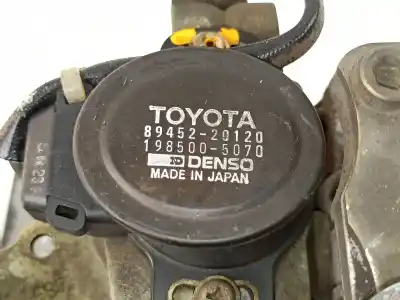 TOYOTA
89452-20120
198500-5070
DENSO
MADE IN JAPAN